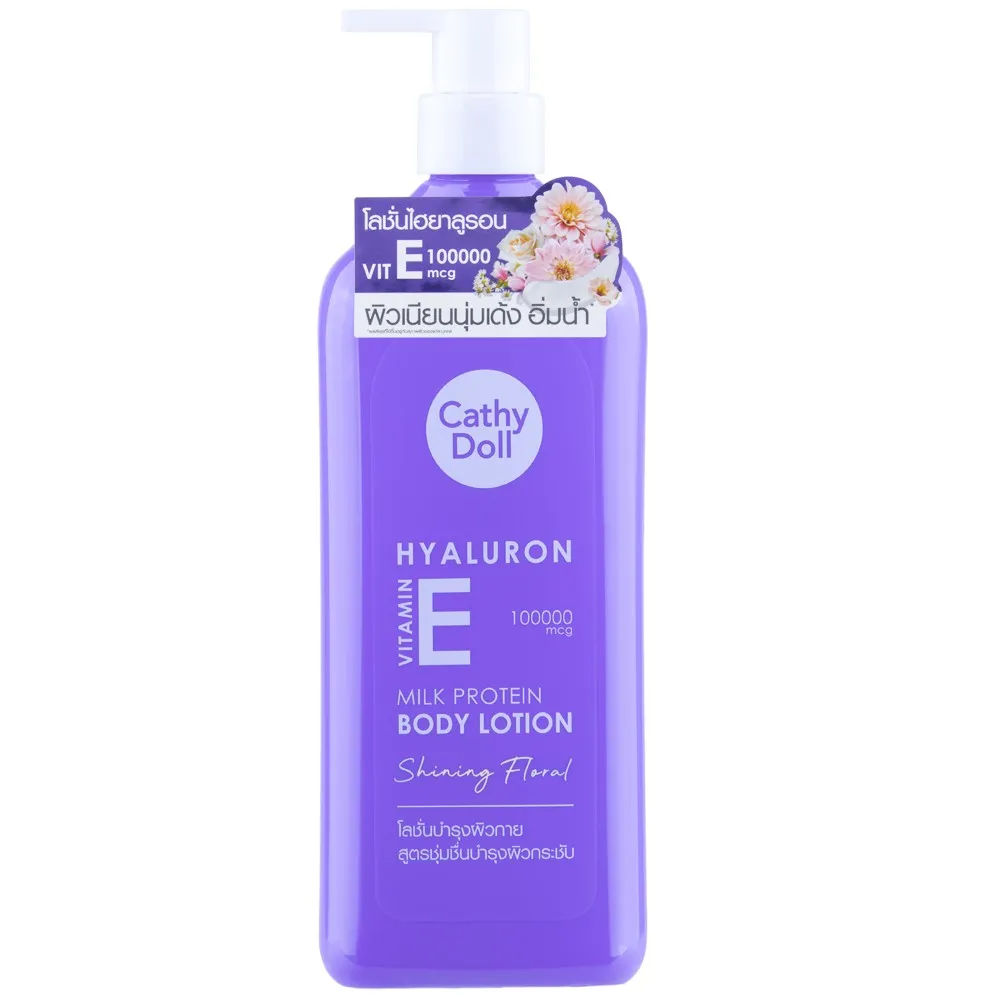 โลชั่นไฮยาลูรอน
VIT E 100000
mcg
ผิวเนียนนุ่มเด้ง อิ่มน้ำ*
Cathy
Doll
HYALURON
VITAMIN E 100000
mcg
MILK PROTEIN
BODY LOTION
Shining Floral
โลชั่นบำรุงผิวกาย
สูตรชุ่มชื่นบำรุงผิวกระชับ